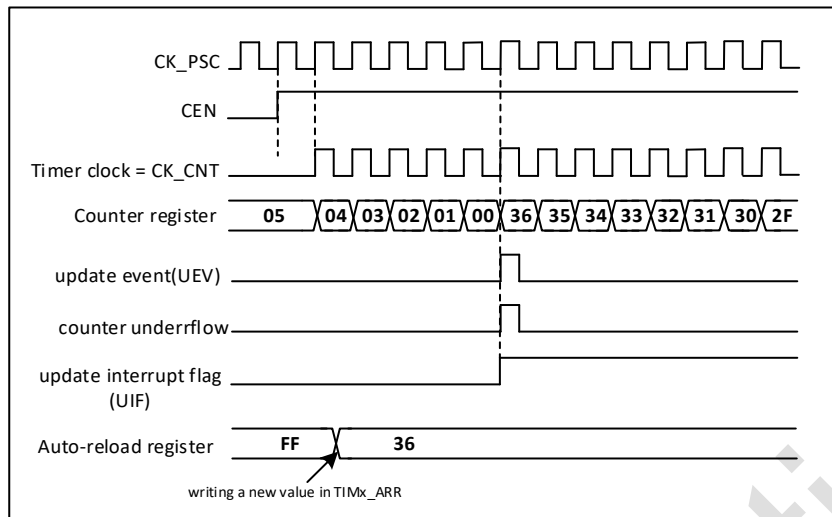 CK_PSC
CEN
Timer clock = CK_CNT
Counter register 05 04 03 02 01 00 36 35 34 33 32 31 30 2F
update event(UEV)
counter underrflow
update interrupt flag
(UIF)
Auto-reload register FF 36
writing a new value in TIMx_ARR